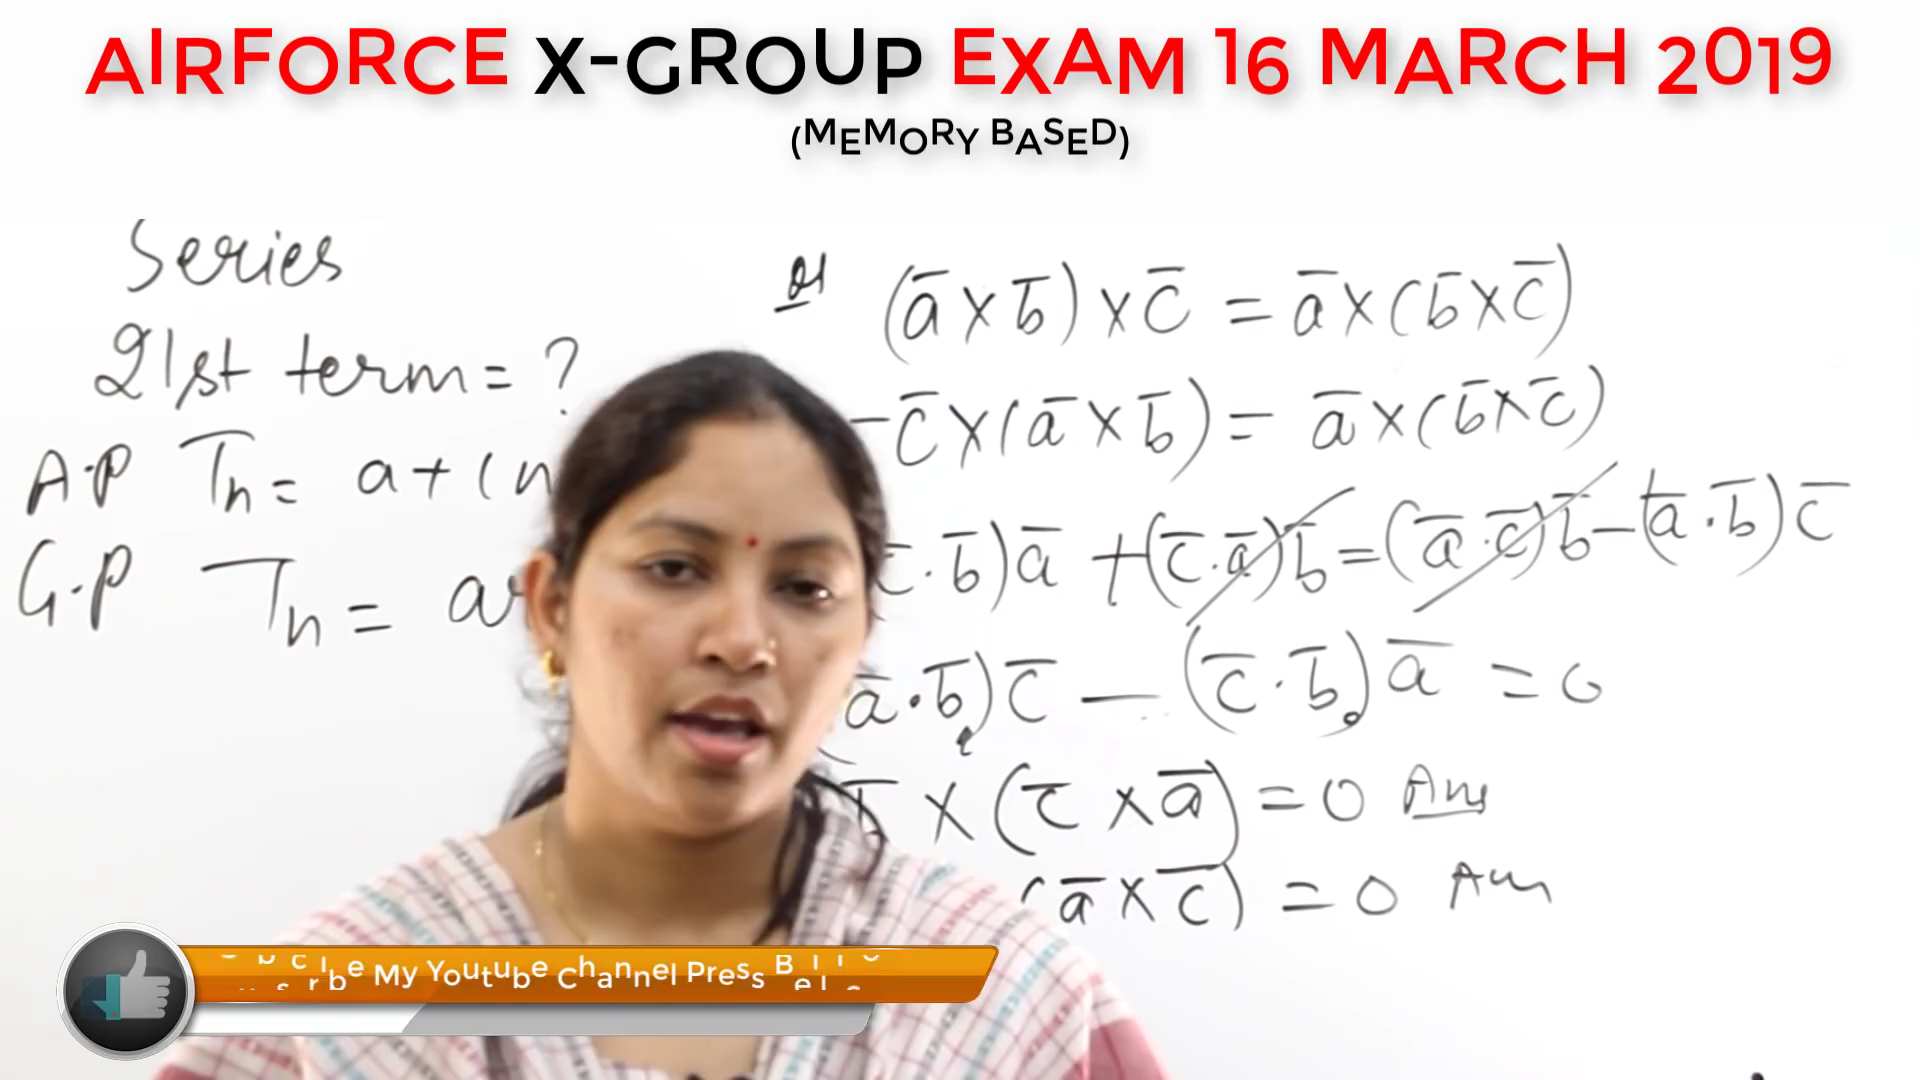 AIRFORCE X-GROUP EXAM 16 MARCH 2019
(MEMORY BASED)
Series
21st term = ?
A.P Tn = a + (n
G.P Tn = a
(a̅ × b̅) × c̅ = a̅ × (b̅ × c̅)
- c̅ × (a̅ × b̅) = a̅ × (b̅ × c̅)
c̅ . b̅) a̅ + (c̅ . a̅) b̅ = (a̅ . c̅) b̅ - (a̅ . b̅) c̅
a̅ . b̅) c̅ — (c̅ . b̅) a̅ = 0
b̅ × (c̅ × a̅) = 0 Ans
(a̅ × c̅) = 0 Ans
My Youtube Channel Press